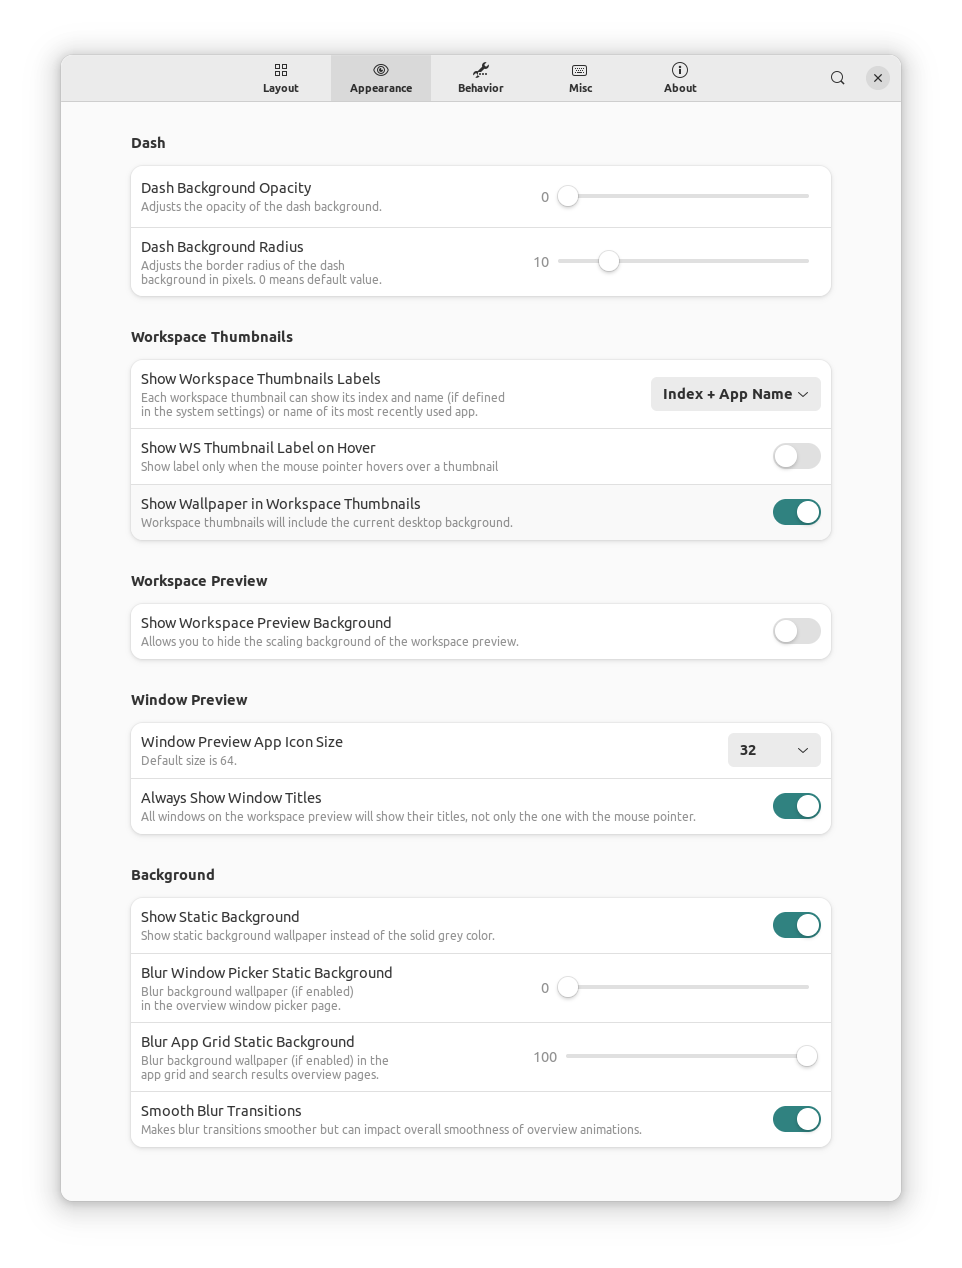 Layout
Appearance
Behavior
Misc
About
Dash
Dash Background Opacity
Adjusts the opacity of the dash background.
0
Dash Background Radius
Adjusts the border radius of the dash
background in pixels. 0 means default value.
10
Workspace Thumbnails
Show Workspace Thumbnails Labels
Each workspace thumbnail can show its index and name (if defined
in the system settings) or name of its most recently used app.
Index + App Name
Show WS Thumbnail Label on Hover
Show label only when the mouse pointer hovers over a thumbnail
Show Wallpaper in Workspace Thumbnails
Workspace thumbnails will include the current desktop background.
Workspace Preview
Show Workspace Preview Background
Allows you to hide the scaling background of the workspace preview.
Window Preview
Window Preview App Icon Size
Default size is 64.
32
Always Show Window Titles
All windows on the workspace preview will show their titles, not only the one with the mouse pointer.
Background
Show Static Background
Show static background wallpaper instead of the solid grey color.
Blur Window Picker Static Background
Blur background wallpaper (if enabled)
in the overview window picker page.
0
Blur App Grid Static Background
Blur background wallpaper (if enabled) in the
app grid and search results overview pages.
100
Smooth Blur Transitions
Makes blur transitions smoother but can impact overall smoothness of overview animations.